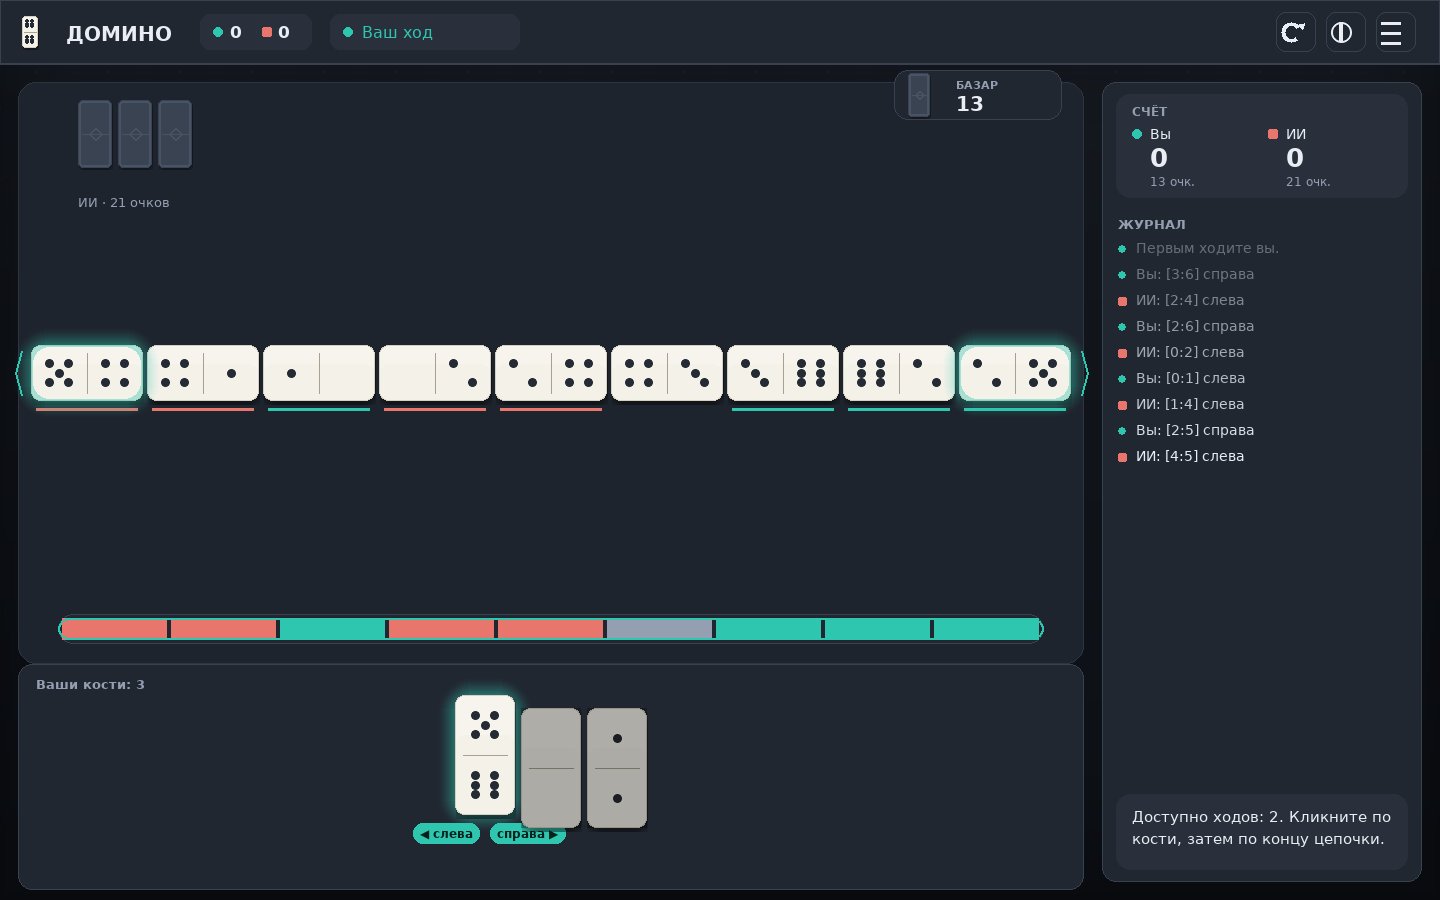 ДОМИНО
0 0
Ваш ход
БАЗАР
13
ИИ · 21 очков
СЧЁТ
Вы ИИ
0 0
13 очк. 21 очк.
ЖУРНАЛ
Первым ходите вы.
Вы: [3:6] справа
ИИ: [2:4] слева
Вы: [2:6] справа
ИИ: [0:2] слева
Вы: [0:1] слева
ИИ: [1:4] слева
Вы: [2:5] справа
ИИ: [4:5] слева
Ваши кости: 3
◀ слева справа ▶
Доступно ходов: 2. Кликните по
кости, затем по концу цепочки.